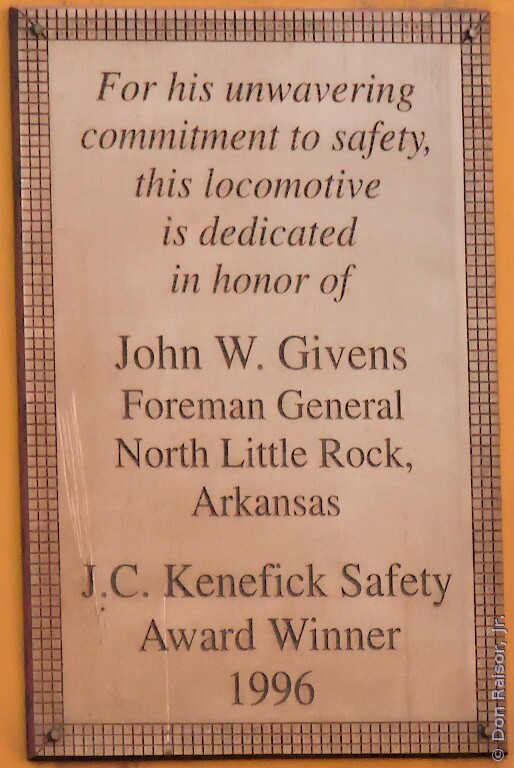 For his unwavering
commitment to safety,
this locomotive
is dedicated
in honor of
John W. Givens
Foreman General
North Little Rock,
Arkansas
J.C. Kenefick Safety
Award Winner
1996
© Don Raisor, Jr.